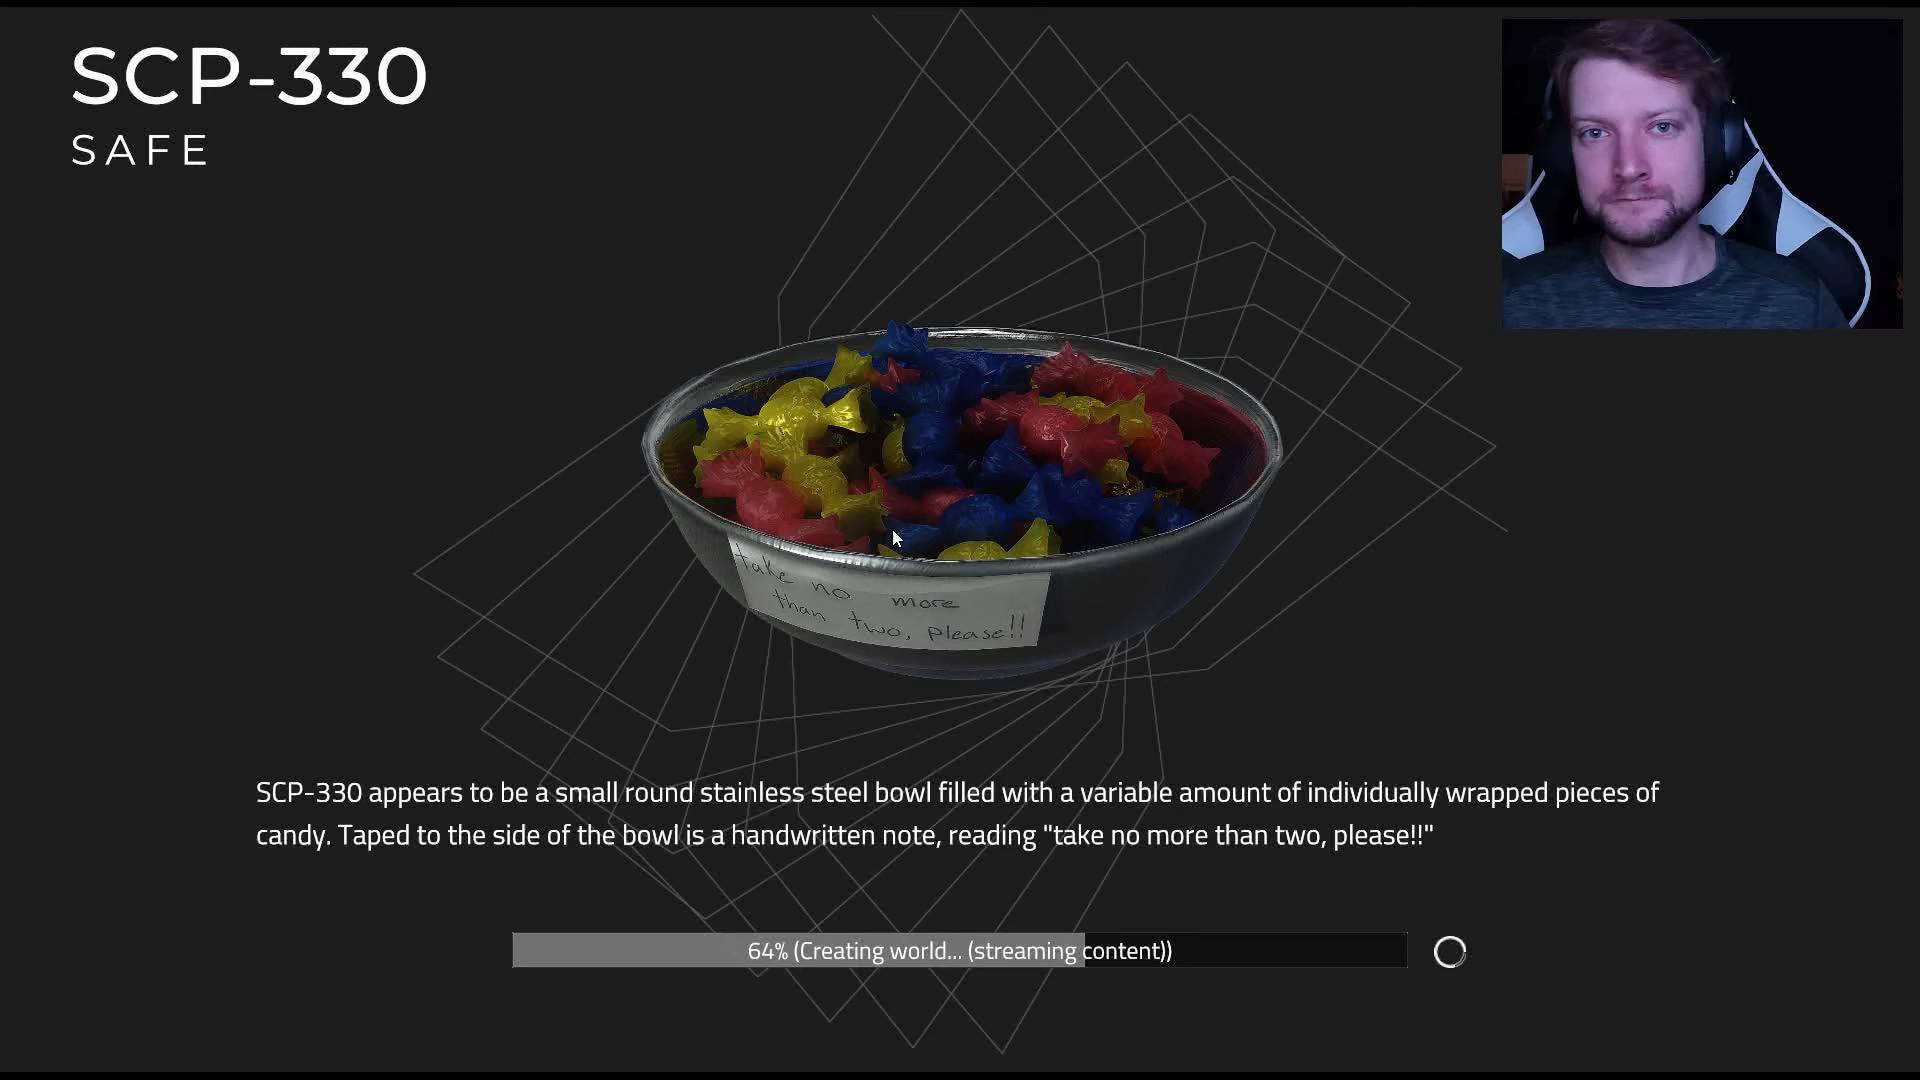 SCP-330
SAFE
take no more
than two, please!!
SCP-330 appears to be a small round stainless steel bowl filled with a variable amount of individually wrapped pieces of
candy. Taped to the side of the bowl is a handwritten note, reading "take no more than two, please!!"
64% (Creating world... (streaming content))